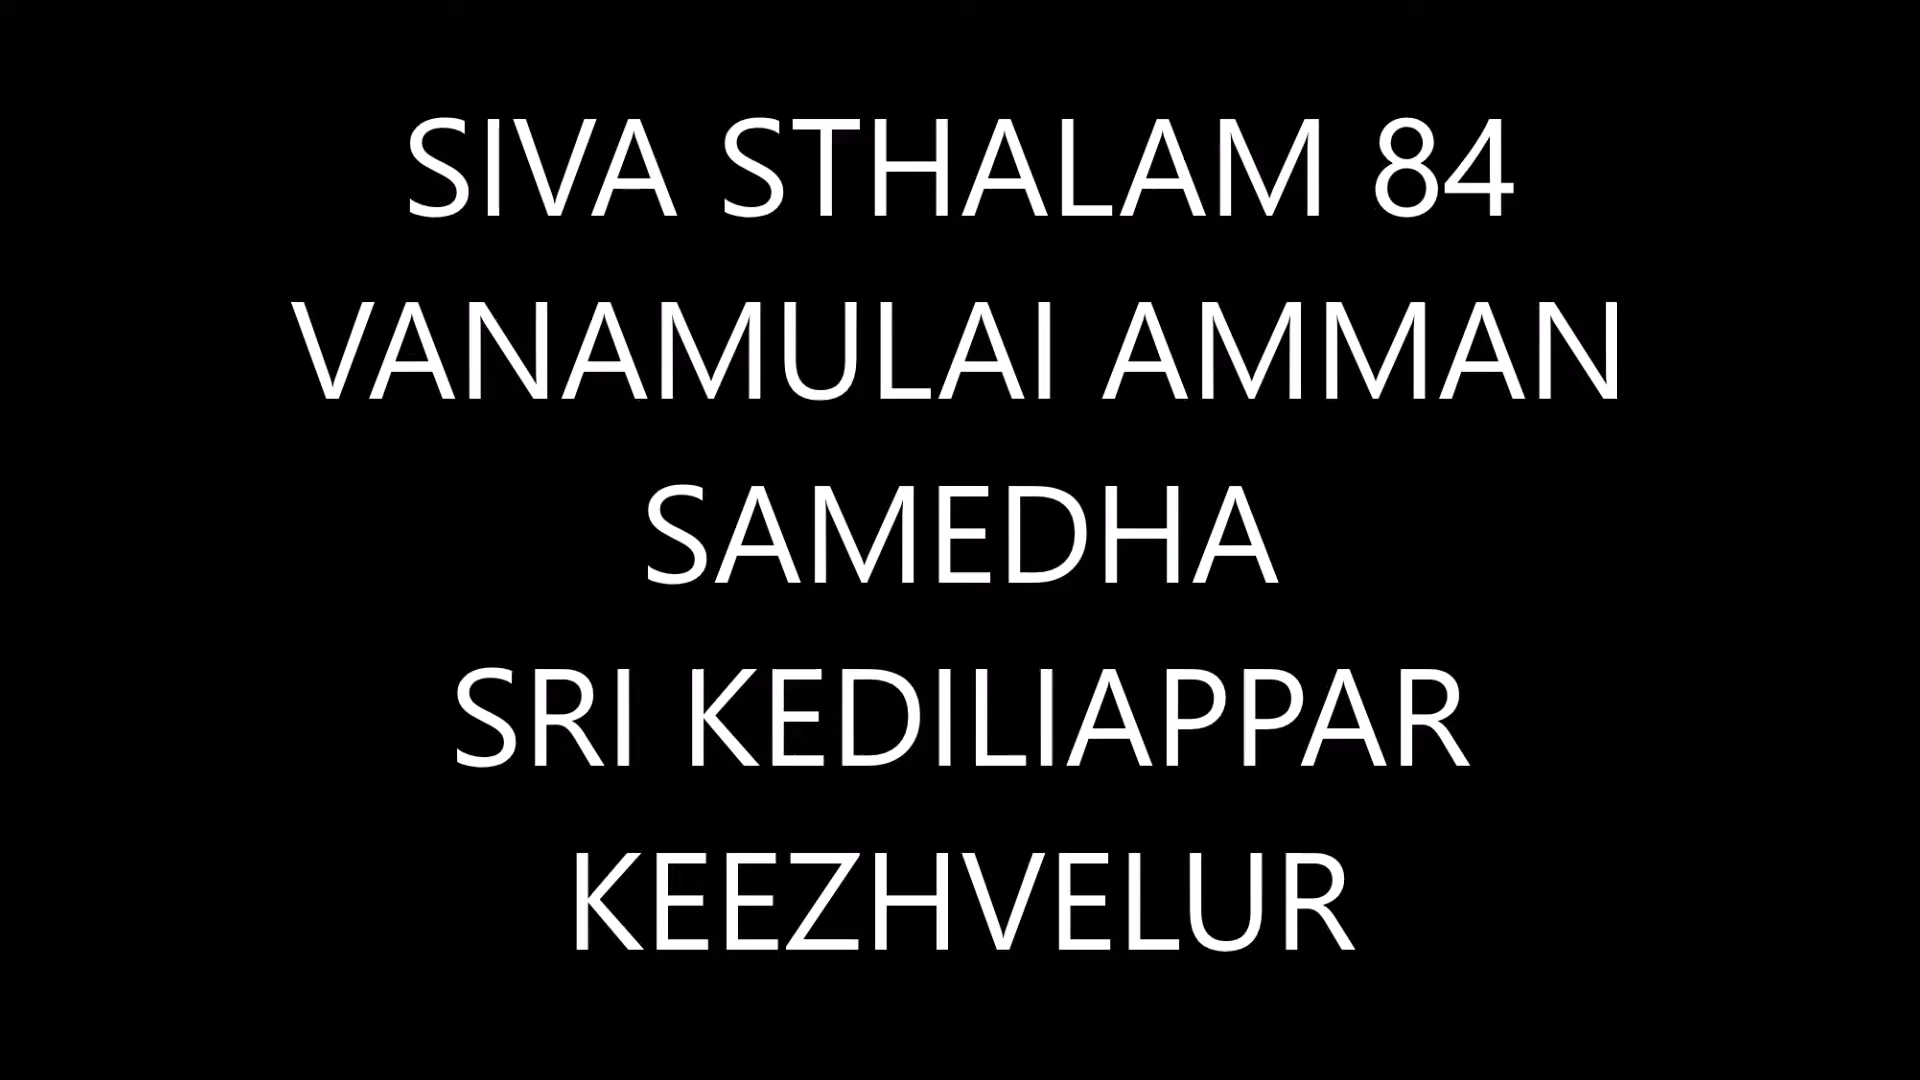 SIVA STHALAM 84
VANAMULAI AMMAN
SAMEDHA
SRI KEDILIAPPAR
KEEZHVELUR